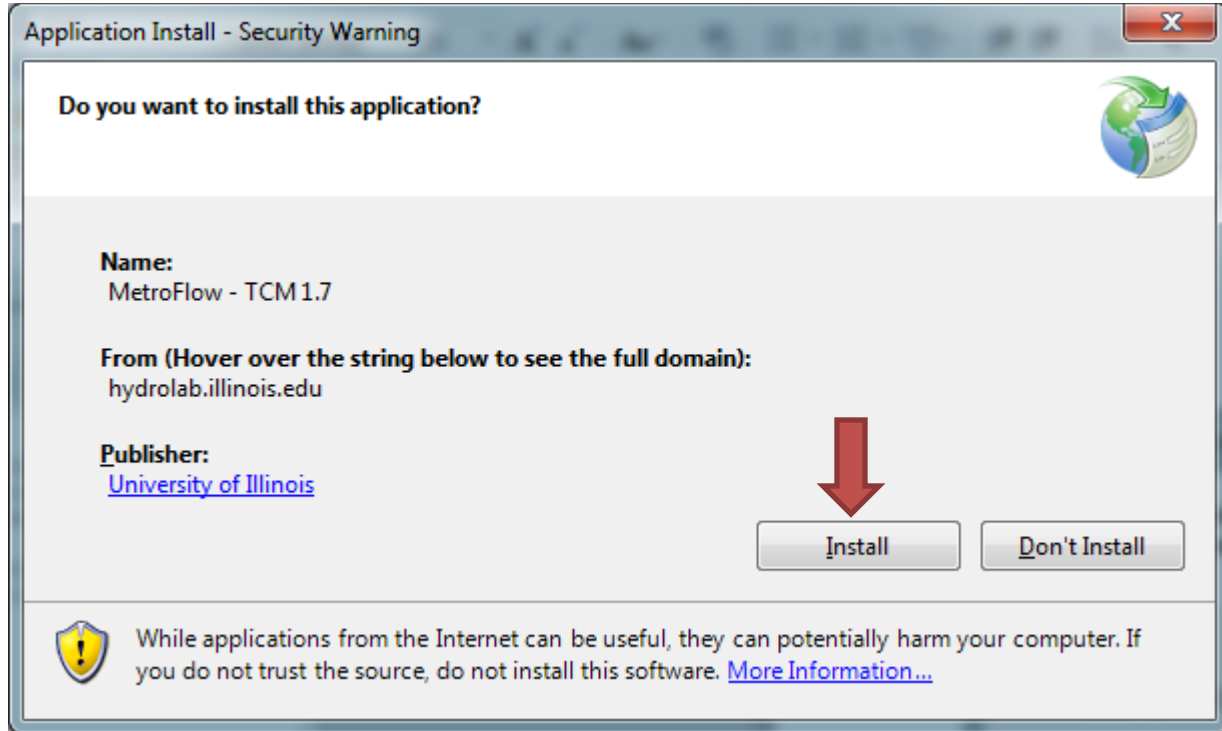 Application Install - Security Warning
Do you want to install this application?
Name:
MetroFlow - TCM 1.7
From (Hover over the string below to see the full domain):
hydrolab.illinois.edu
Publisher:
University of Illinois
Install
Don't Install
While applications from the Internet can be useful, they can potentially harm your computer. If
you do not trust the source, do not install this software. More Information...